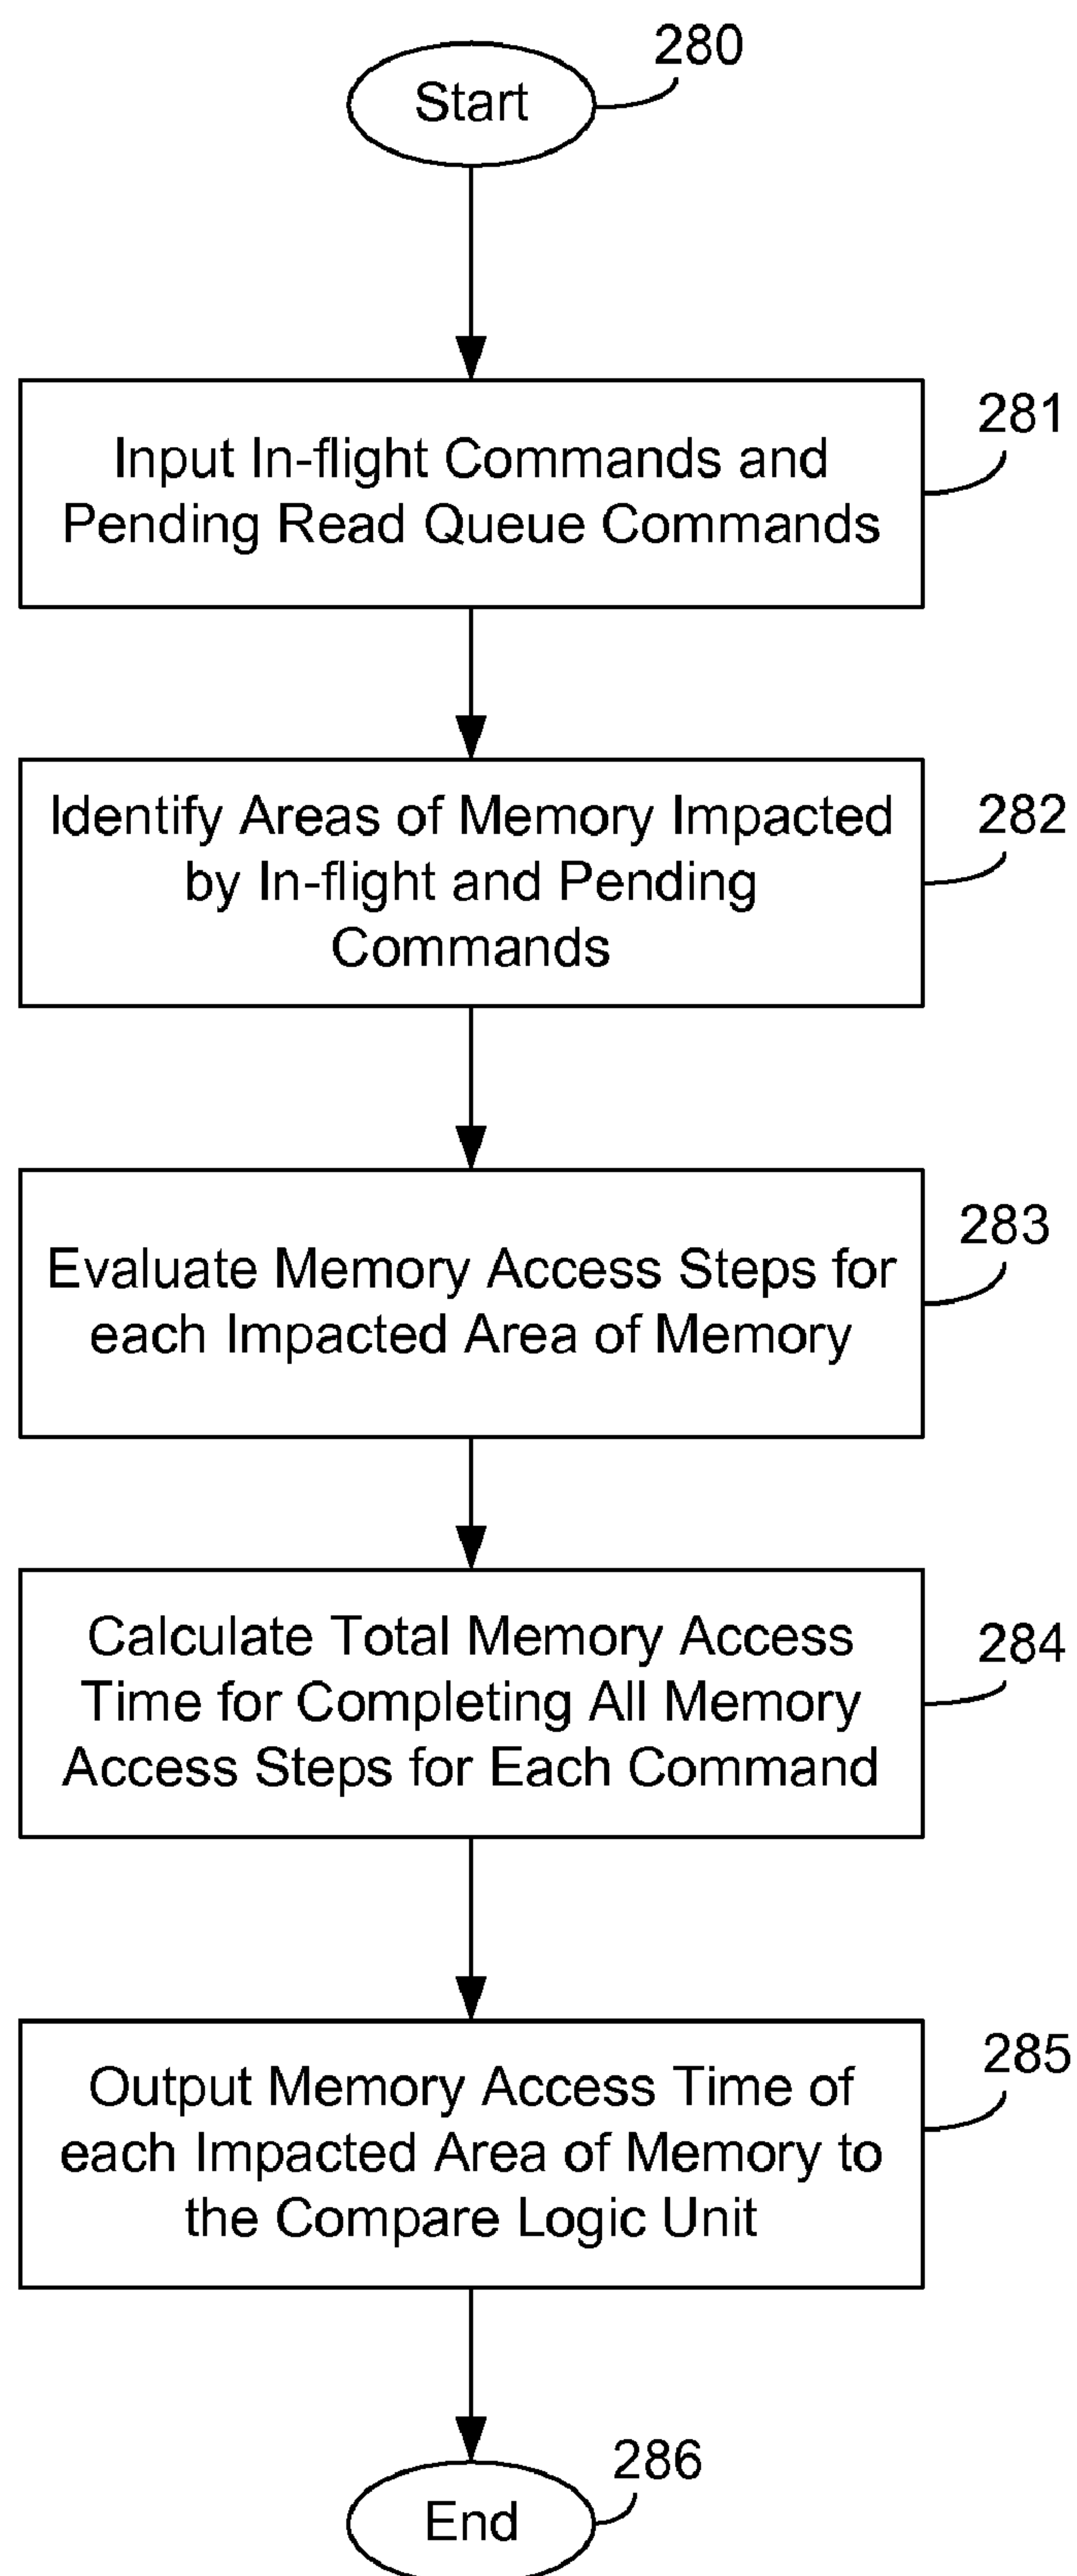 280
Start
281
Input In-flight Commands and
Pending Read Queue Commands
282
Identify Areas of Memory Impacted
by In-flight and Pending
Commands
283
Evaluate Memory Access Steps for
each Impacted Area of Memory
284
Calculate Total Memory Access
Time for Completing All Memory
Access Steps for Each Command
285
Output Memory Access Time of
each Impacted Area of Memory to
the Compare Logic Unit
286
End